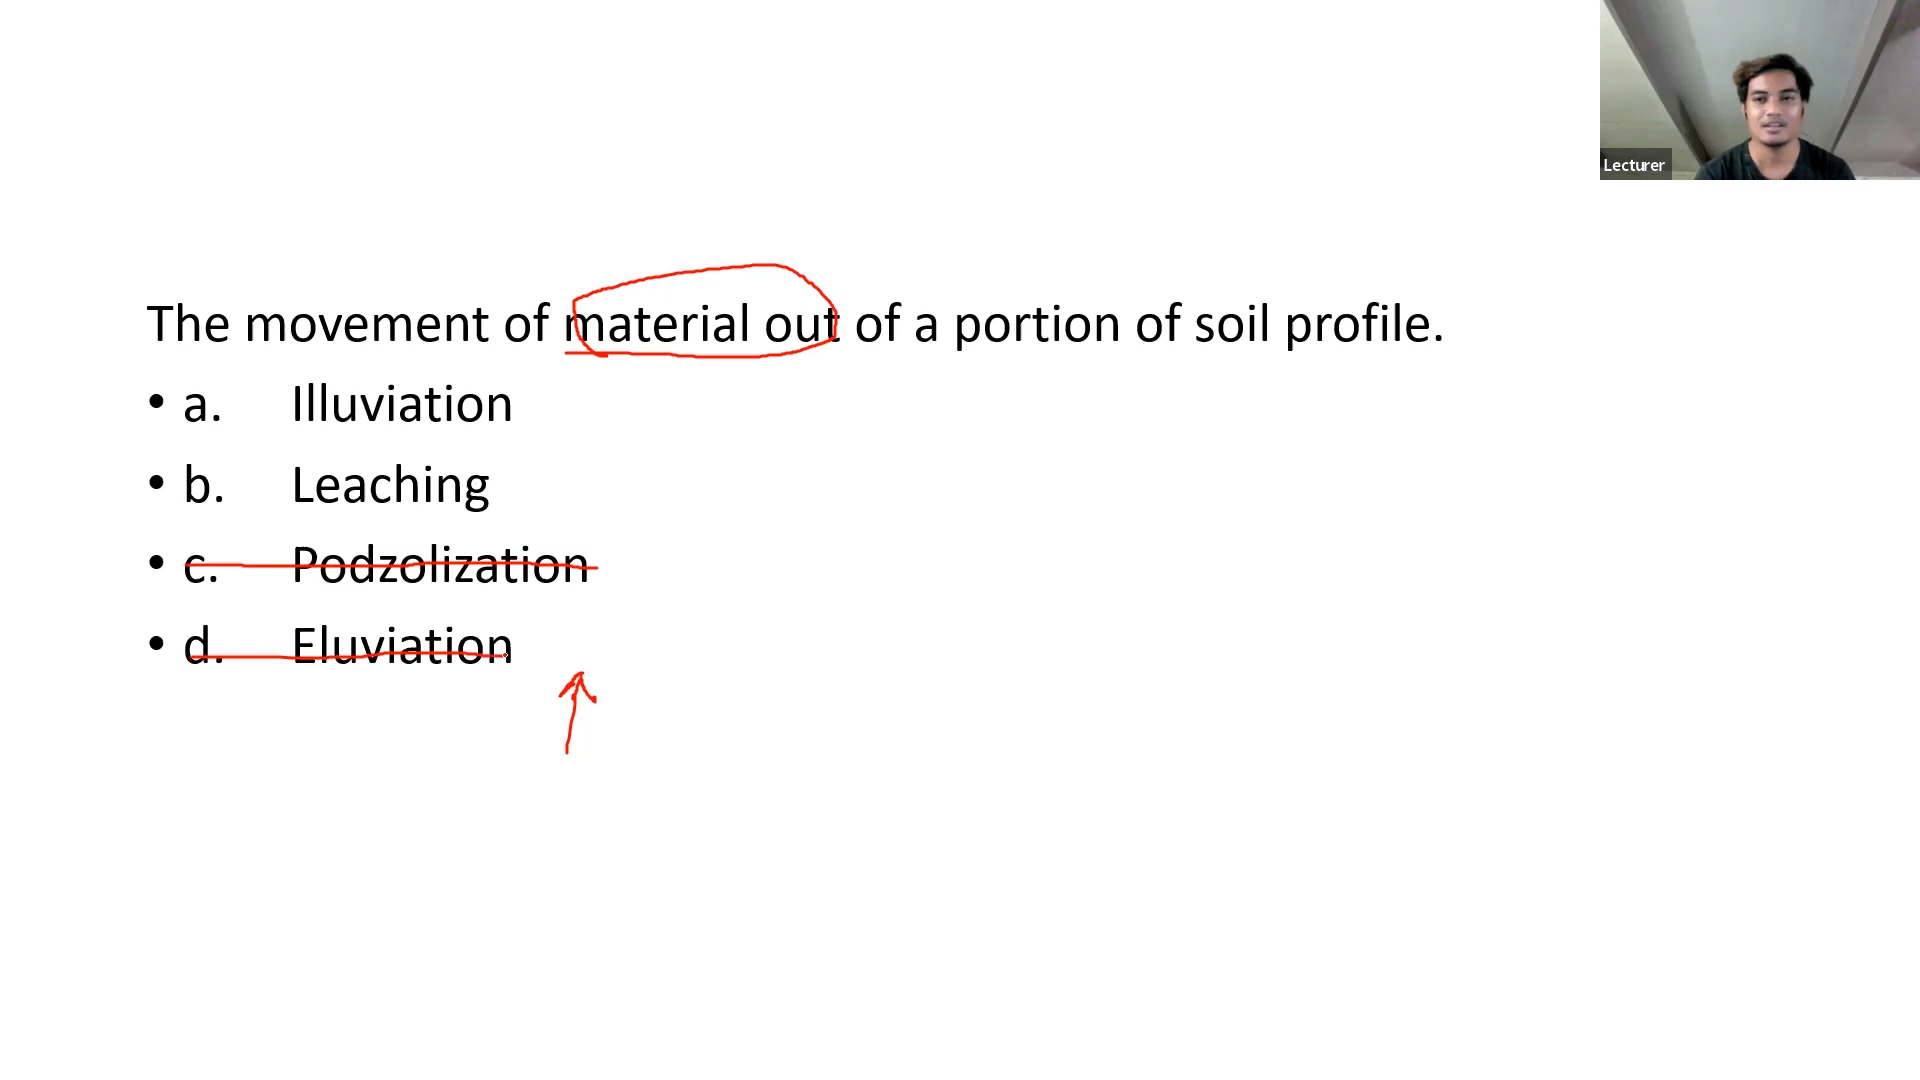 Lecturer
The movement of material out of a portion of soil profile.
• a. Illuviation
• b. Leaching
• c. Podzolization
• d. Eluviation